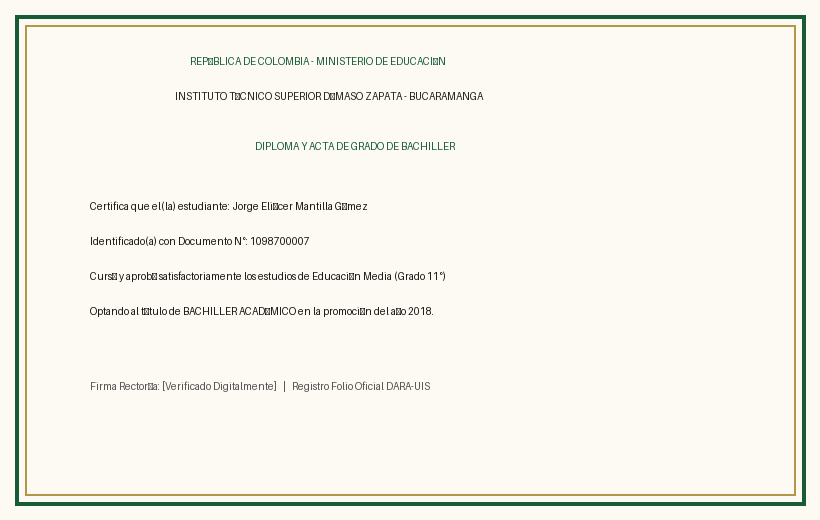 REP▯BLICA DE COLOMBIA - MINISTERIO DE EDUCACI▯N
INSTITUTO T▯CNICO SUPERIOR D▯MASO ZAPATA - BUCARAMANGA
DIPLOMA Y ACTA DE GRADO DE BACHILLER
Certifica que el(la) estudiante: Jorge Eli▯cer Mantilla G▯mez
Identificado(a) con Documento N°: 1098700007
Curs▯ y aprob▯ satisfactoriamente los estudios de Educaci▯n Media (Grado 11°)
Optando al t▯tulo de BACHILLER ACAD▯MICO en la promoci▯n del a▯o 2018.
Firma Rector▯a: [Verificado Digitalmente] | Registro Folio Oficial DARA-UIS